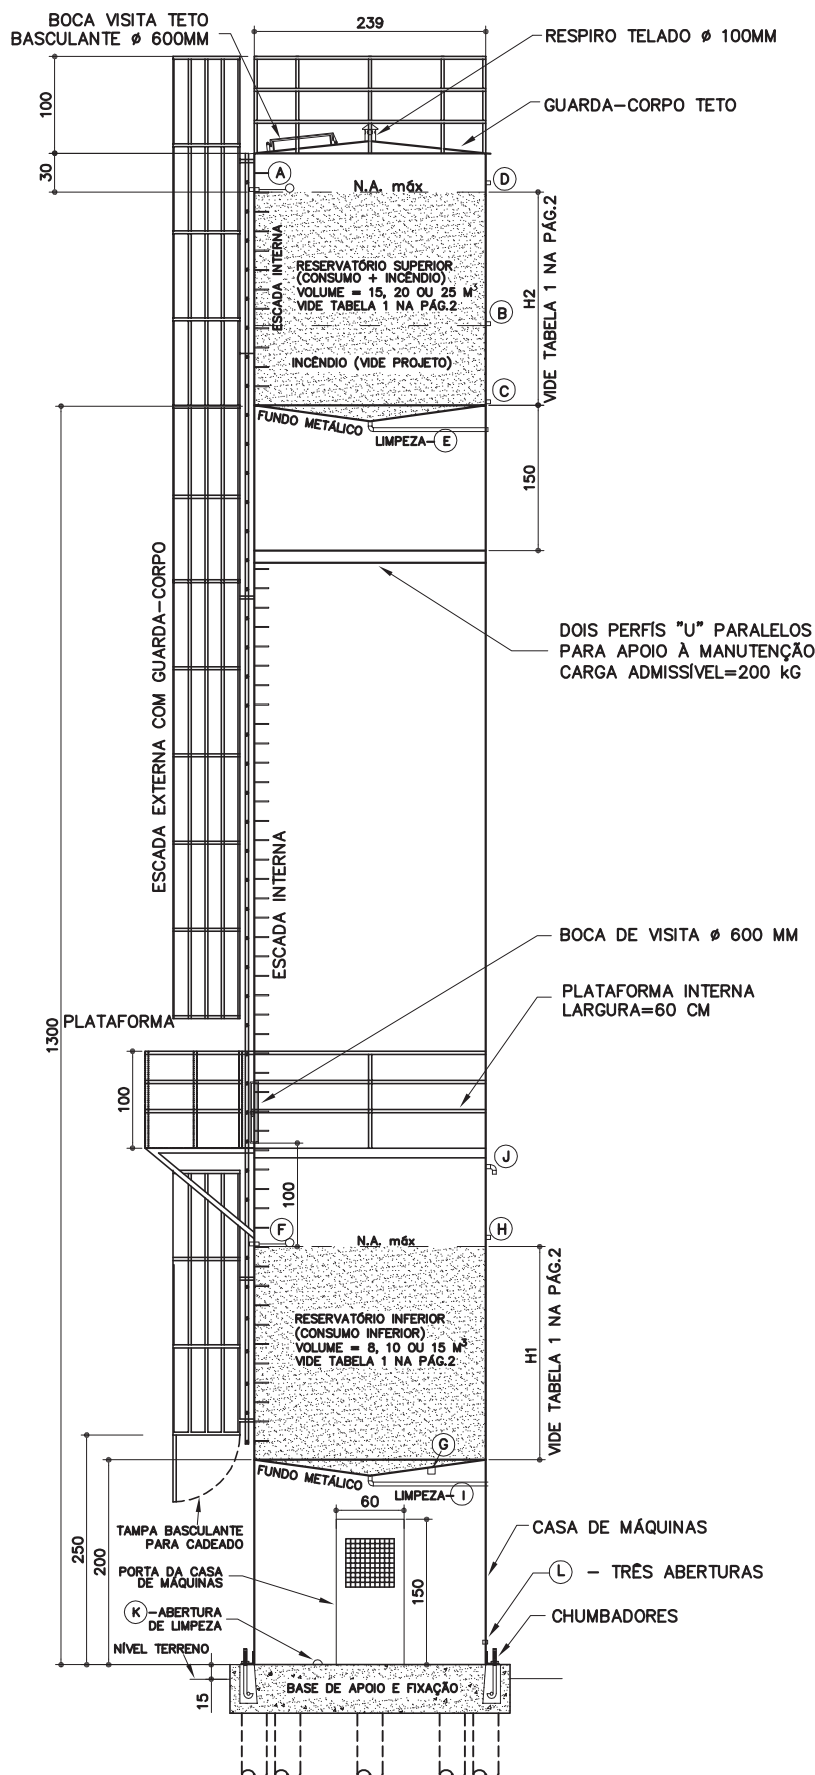 BOCA VISITA TETO
BASCULANTE ø 600MM
239
RESPIRO TELADO ø 100MM
GUARDA-CORPO TETO
100
30
A
N.A. máx
D
ESCADA INTERNA
RESERVATÓRIO SUPERIOR
(CONSUMO + INCÊNDIO)
VOLUME = 15, 20 OU 25 M³
VIDE TABELA 1 NA PÁG.2
H2
VIDE TABELA 1 NA PÁG.2
B
INCÊNDIO (VIDE PROJETO)
C
FUNDO METÁLICO
LIMPEZA-E
150
ESCADA EXTERNA COM GUARDA-CORPO
DOIS PERFÍS "U" PARALELOS
PARA APOIO À MANUTENÇÃO
CARGA ADMISSÍVEL=200 kG
ESCADA INTERNA
BOCA DE VISITA ø 600 MM
PLATAFORMA INTERNA
LARGURA=60 CM
1300
PLATAFORMA
100
J
100
F
H
N.A. máx
RESERVATÓRIO INFERIOR
(CONSUMO INFERIOR)
VOLUME = 8, 10 OU 15 M³
VIDE TABELA 1 NA PÁG.2
H1
VIDE TABELA 1 NA PÁG.2
G
FUNDO METÁLICO
LIMPEZA-I
60
TAMPA BASCULANTE
PARA CADEADO
CASA DE MÁQUINAS
250
200
PORTA DA CASA
DE MÁQUINAS
150
L - TRÊS ABERTURAS
K-ABERTURA
DE LIMPEZA
CHUMBADORES
NÍVEL TERRENO
15
BASE DE APOIO E FIXAÇÃO